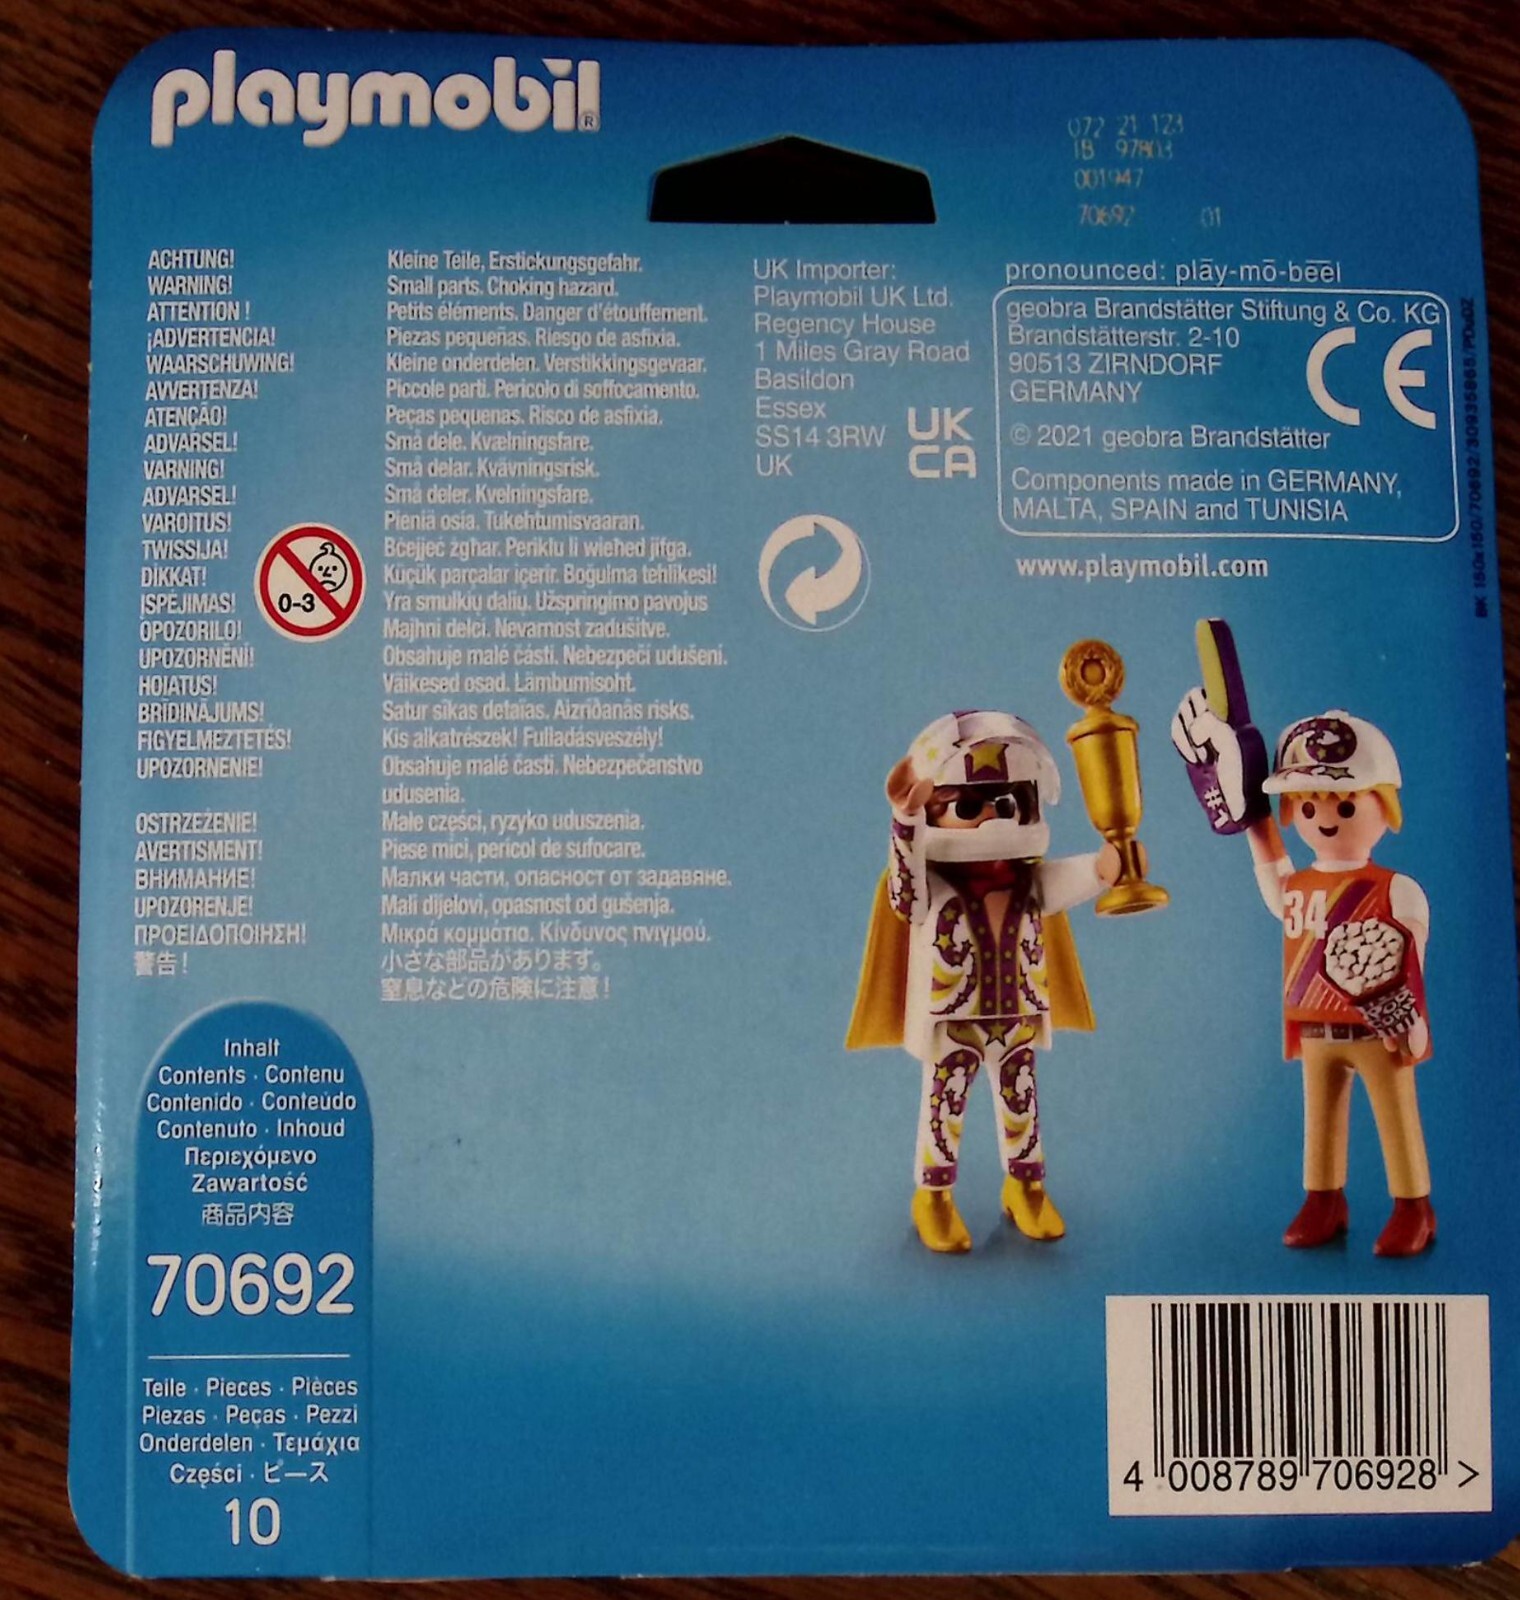 playmobil®
072 21 123
IB 97803
001947
70692 01
ACHTUNG! Kleine Teile, Erstickungsgefahr.
WARNING! Small parts. Choking hazard.
ATTENTION ! Petits éléments. Danger d'étouffement.
¡ADVERTENCIA! Piezas pequeñas. Riesgo de asfixia.
WAARSCHUWING! Kleine onderdelen. Verstikkingsgevaar.
AVVERTENZA! Piccole parti. Pericolo di soffocamento.
ATENÇÃO! Peças pequenas. Risco de asfixia.
ADVARSEL! Små dele. Kvælningsfare.
VARNING! Små delar. Kvävningsrisk.
ADVARSEL! Små deler. Kvelningsfare.
VAROITUS! Pieniä osia. Tukehtumisvaaran.
TWISSIJA! Bċejjeċ żgħar. Periklu li wieħed jifga.
DİKKAT! Küçük parçalar içerir. Boğulma tehlikesi!
ĮSPĖJIMAS! Yra smulkių dalių. Užspringimo pavojus
OPOZORILO! Majhni delci. Nevarnost zadušitve.
UPOZORNĚNÍ! Obsahuje malé části. Nebezpečí udušení.
HOIATUS! Väikesed osad. Lämbumisoht.
BRĪDINĀJUMS! Satur sīkas detaļas. Aizrīšanās risks.
FIGYELMEZTETÉS! Kis alkatrészek! Fulladásveszély!
UPOZORNENIE! Obsahuje malé časti. Nebezpečenstvo
udusenia.
OSTRZEŻENIE! Małe części, ryzyko uduszenia.
AVERTISMENT! Piese mici, pericol de sufocare.
ВНИМАНИЕ! Малки части, опасност от задавяне.
UPOZORENJE! Mali dijelovi, opasnost od gušenja.
ΠΡΟΕΙΔΟΠΟΙΗΣΗ! Μικρά κομμάτια. Κίνδυνος πνιγμού.
警告! 小さな部品があります。
窒息などの危険に注意!
0-3
UK Importer:
Playmobil UK Ltd.
Regency House
1 Miles Gray Road
Basildon
Essex
SS14 3RW
UK
UK
CA
pronounced: plāy-mō-bēēl
geobra Brandstätter Stiftung & Co. KG
Brandstätterstr. 2-10
90513 ZIRNDORF
GERMANY
CE
© 2021 geobra Brandstätter
Components made in GERMANY,
MALTA, SPAIN and TUNISIA
www.playmobil.com
#1
34
Inhalt
Contents · Contenu
Contenido · Conteúdo
Contenuto · Inhoud
Περιεχόμενο
Zawartość
商品内容
70692
Teile · Pieces · Pièces
Piezas · Peças · Pezzi
Onderdelen · Τεμάχια
Części · ピース
10
4 008789 706928 >